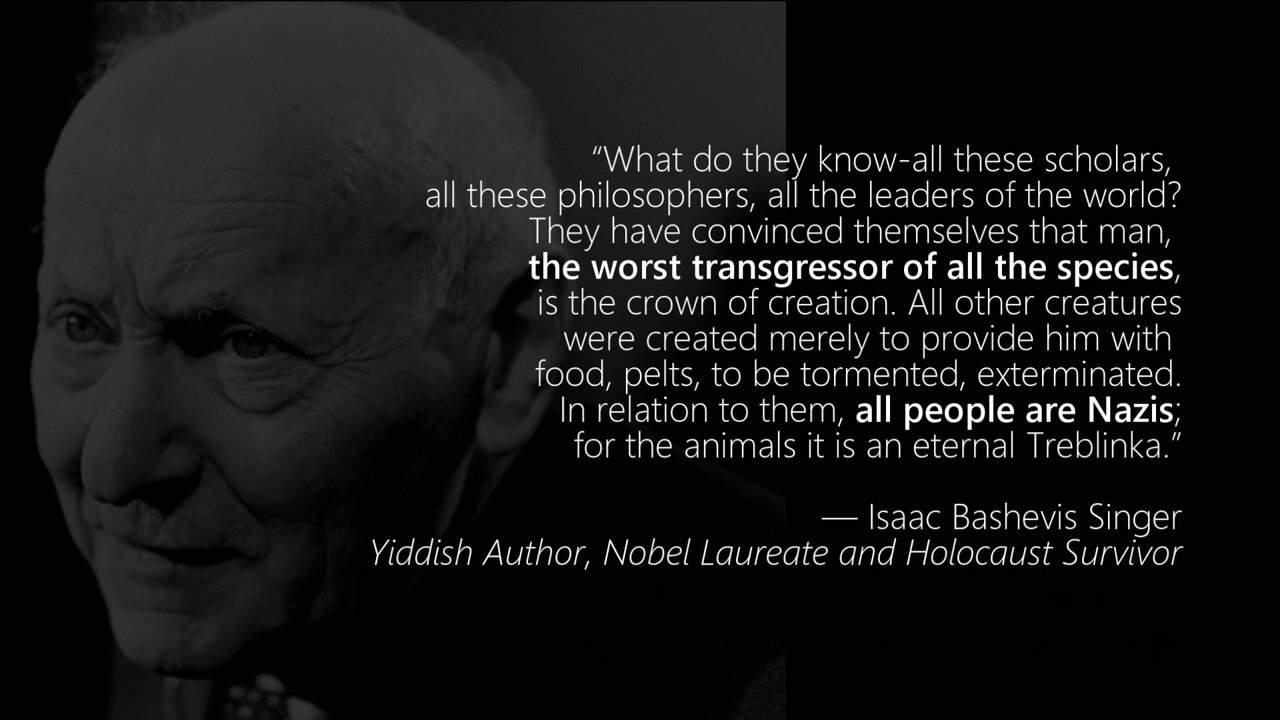 “What do they know-all these scholars,
all these philosophers, all the leaders of the world?
They have convinced themselves that man,
the worst transgressor of all the species,
is the crown of creation. All other creatures
were created merely to provide him with
food, pelts, to be tormented, exterminated.
In relation to them, all people are Nazis;
for the animals it is an eternal Treblinka.”
— Isaac Bashevis Singer
Yiddish Author, Nobel Laureate and Holocaust Survivor